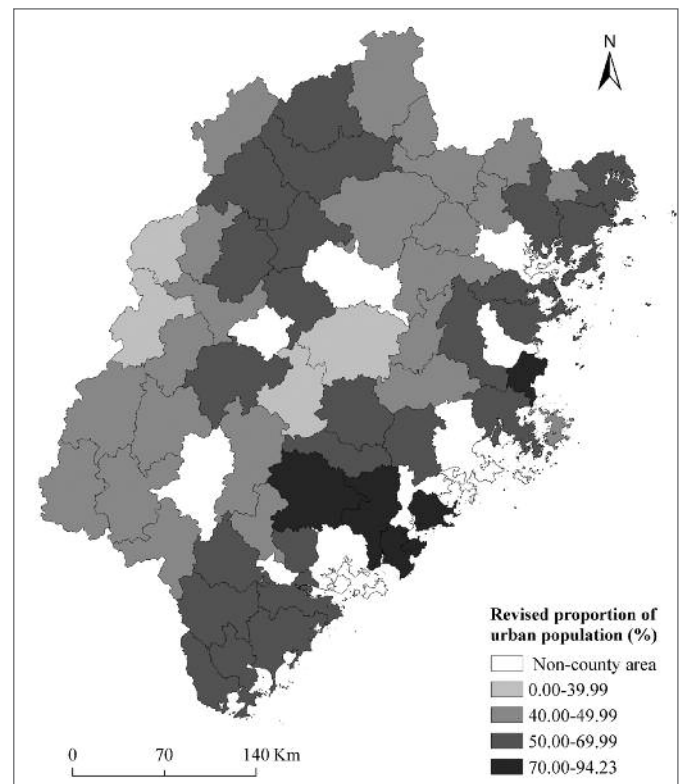 N
Revised proportion of
urban population (%)
Non-county area
0.00-39.99
40.00-49.99
50.00-69.99
70.00-94.23
0 70 140 Km